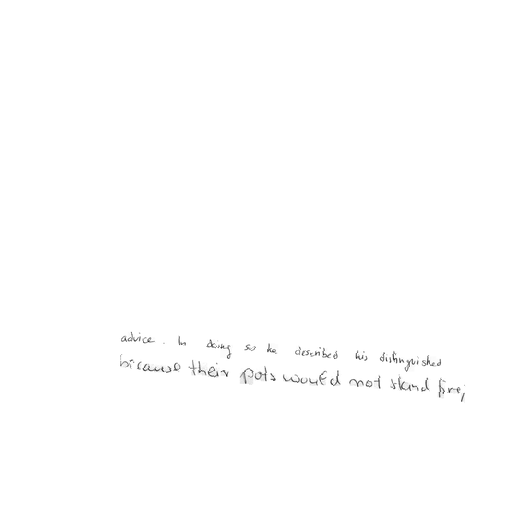 advice. In doing so he described his distinguished
because their pots would not stand fire;